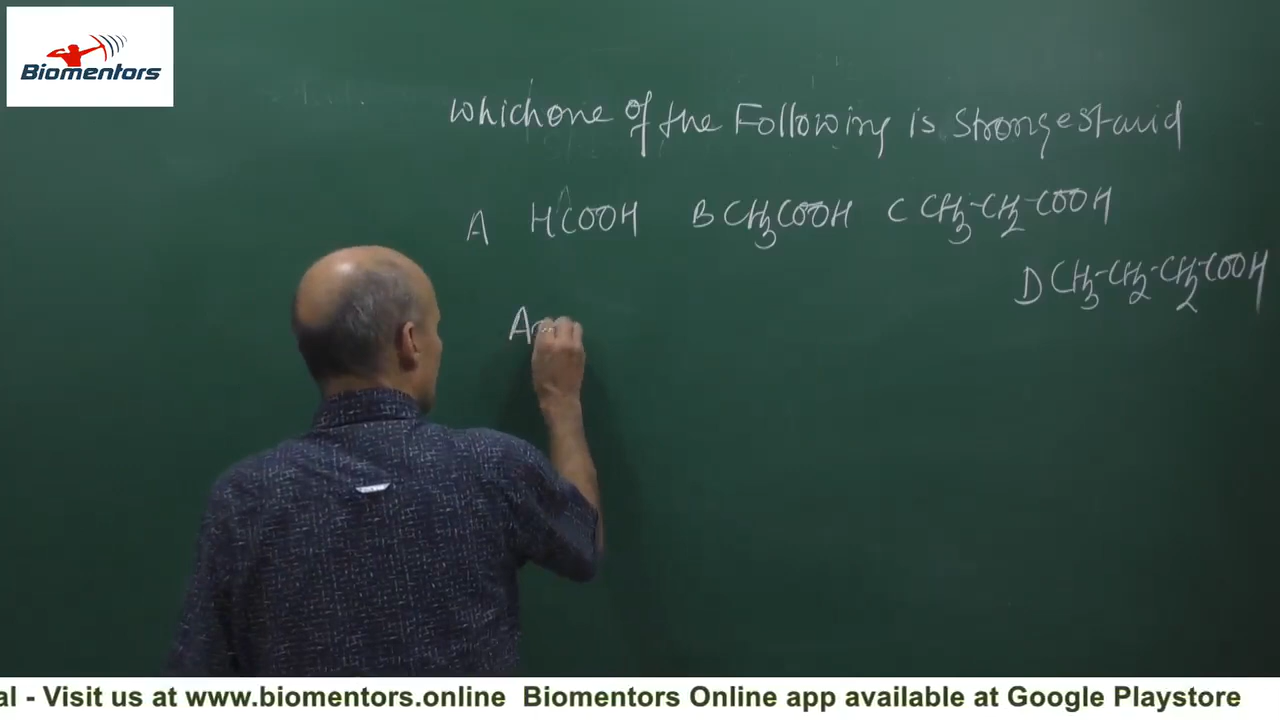 Biomentors
Which one of the Following is Strongest acid
A HCOOH B CH3COOH C CH3-CH2-COOH
D CH3-CH2-CH2-COOH
A
al - Visit us at www.biomentors.online Biomentors Online app available at Google Playstore